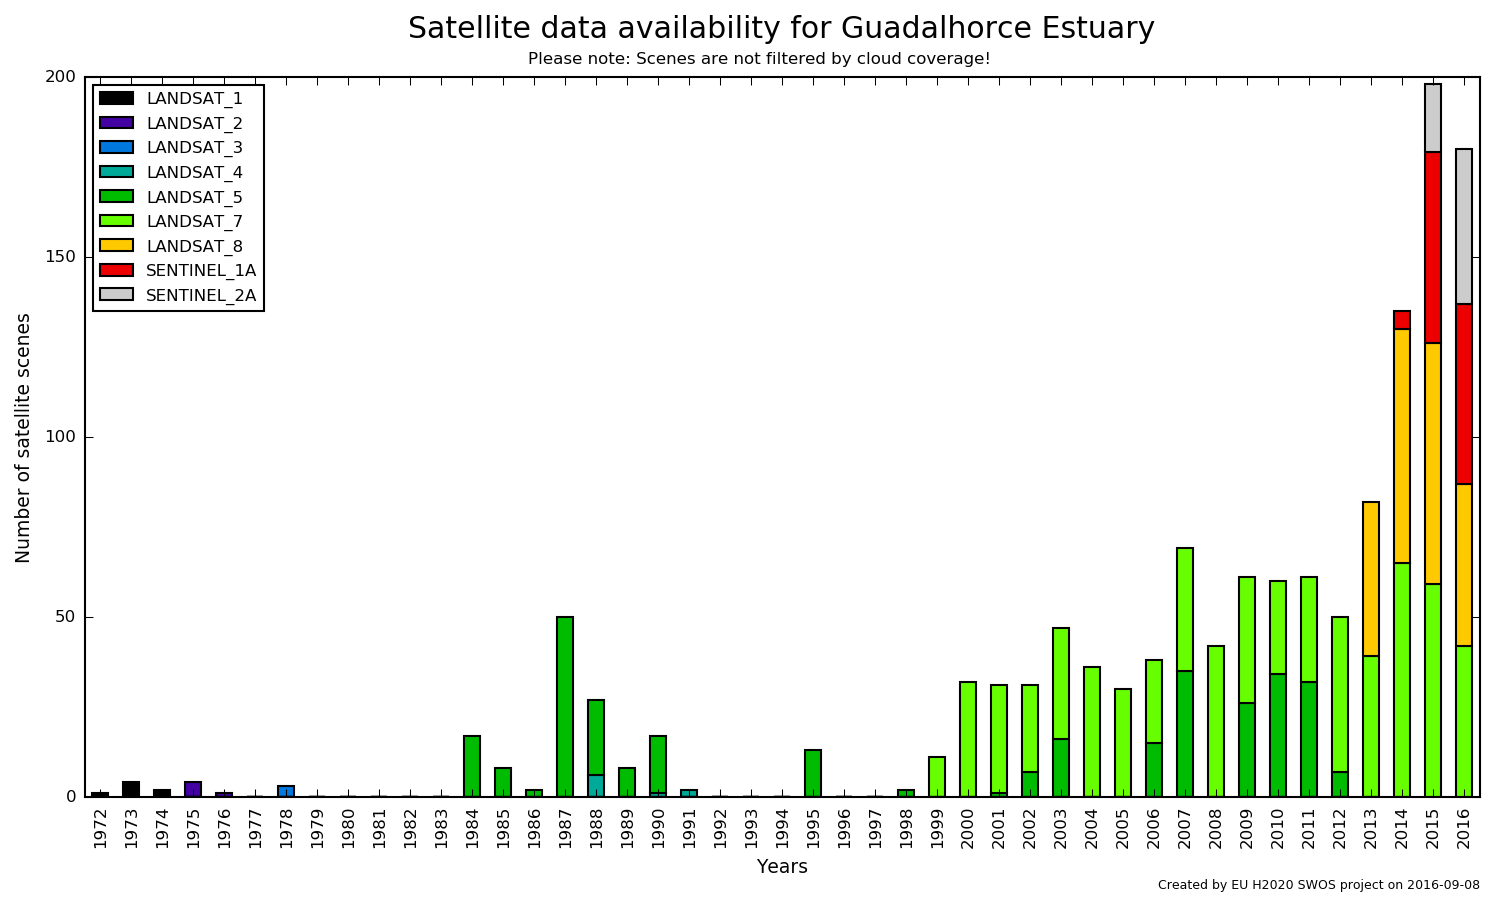 Satellite data availability for Guadalhorce Estuary
Please note: Scenes are not filtered by cloud coverage!
200
150
100
50
0
Number of satellite scenes
LANDSAT_1
LANDSAT_2
LANDSAT_3
LANDSAT_4
LANDSAT_5
LANDSAT_7
LANDSAT_8
SENTINEL_1A
SENTINEL_2A
1972 1973 1974 1975 1976 1977 1978 1979 1980 1981 1982 1983 1984 1985 1986 1987 1988 1989 1990 1991 1992 1993 1994 1995 1996 1997 1998 1999 2000 2001 2002 2003 2004 2005 2006 2007 2008 2009 2010 2011 2012 2013 2014 2015 2016
Years
Created by EU H2020 SWOS project on 2016-09-08